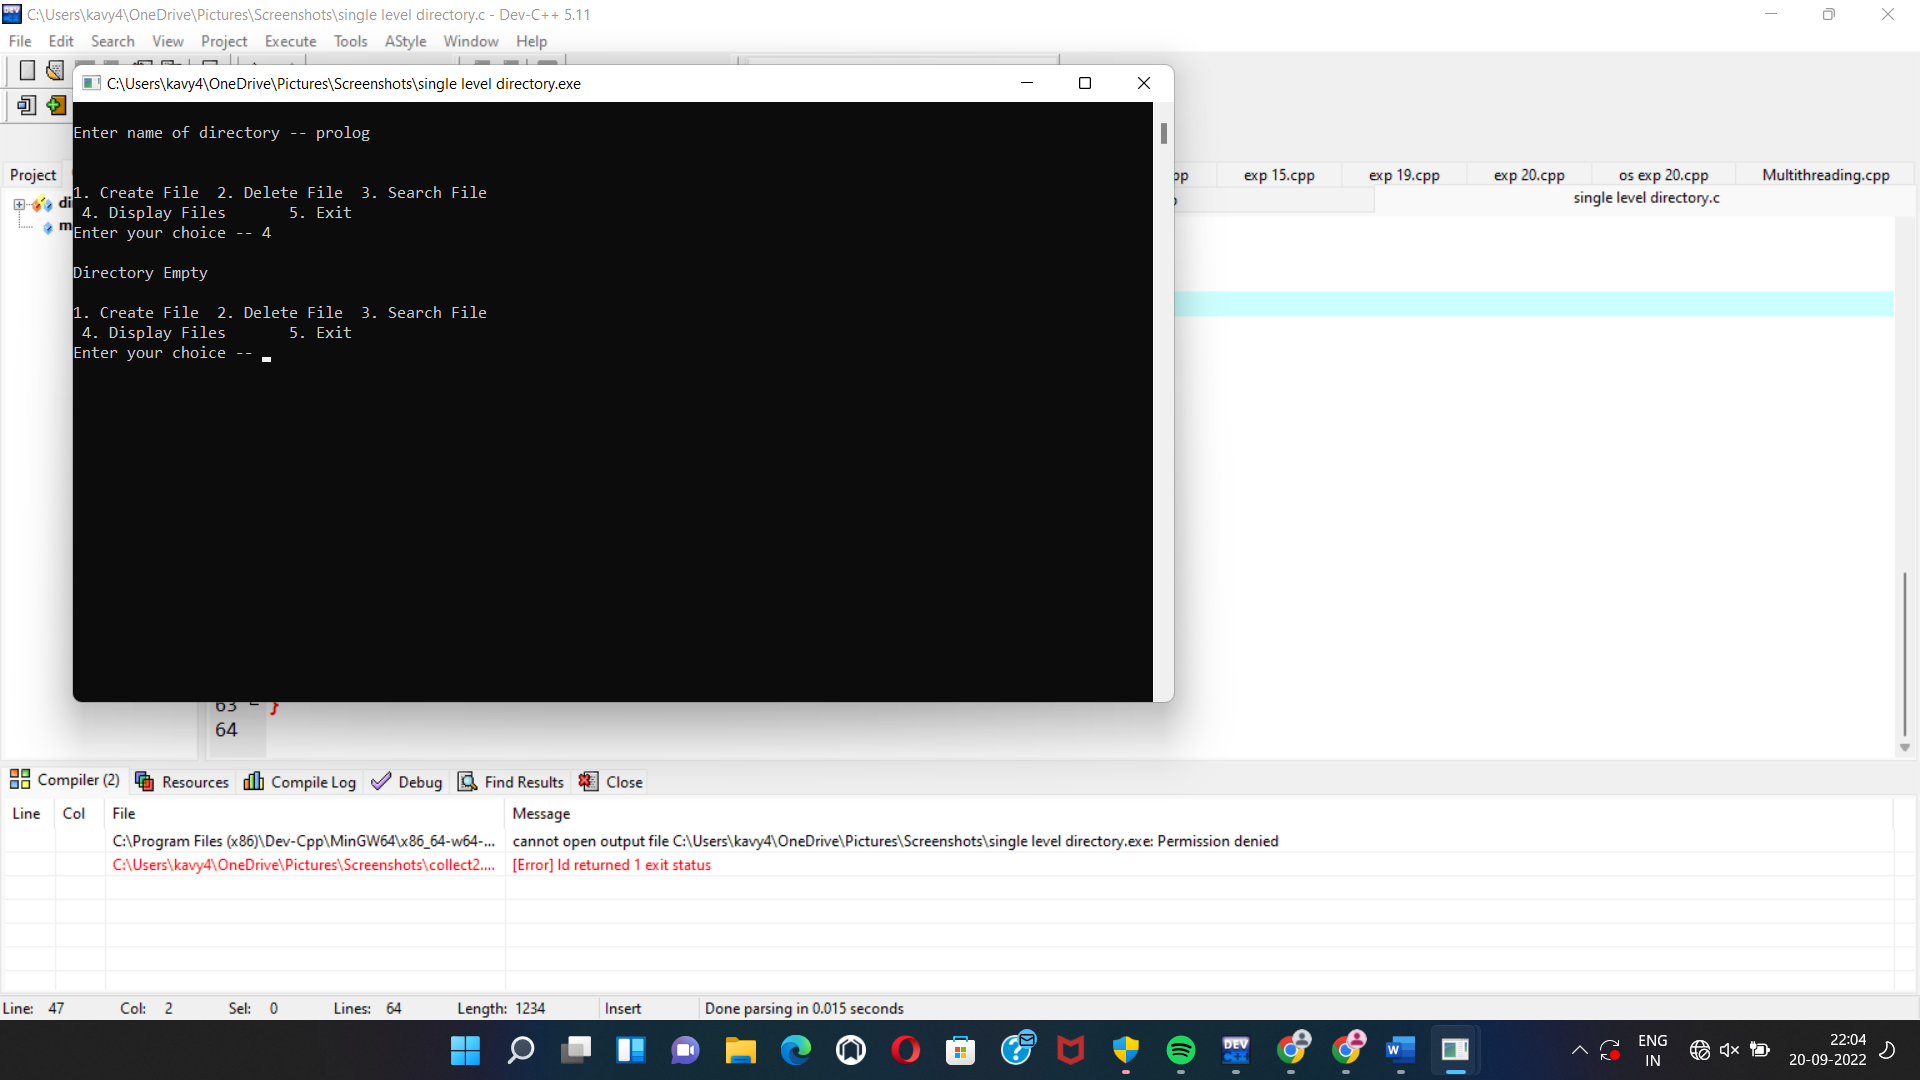 C:\Users\kavy4\OneDrive\Pictures\Screenshots\single level directory.c - Dev-C++ 5.11
File Edit Search View Project Execute Tools AStyle Window Help
C:\Users\kavy4\OneDrive\Pictures\Screenshots\single level directory.exe
Enter name of directory -- prolog
1. Create File 2. Delete File 3. Search File
4. Display Files 5. Exit
Enter your choice -- 4
Directory Empty
1. Create File 2. Delete File 3. Search File
4. Display Files 5. Exit
Enter your choice --
Project
exp 15.cpp exp 19.cpp exp 20.cpp os exp 20.cpp Multithreading.cpp
single level directory.c
63 }
64
Compiler (2) Resources Compile Log Debug Find Results Close
Line Col File Message
C:\Program Files (x86)\Dev-Cpp\MinGW64\x86_64-w64-... cannot open output file C:\Users\kavy4\OneDrive\Pictures\Screenshots\single level directory.exe: Permission denied
C:\Users\kavy4\OneDrive\Pictures\Screenshots\collect2.... [Error] ld returned 1 exit status
Line: 47 Col: 2 Sel: 0 Lines: 64 Length: 1234 Insert Done parsing in 0.015 seconds
DEV C++
ENG
IN
22:04
20-09-2022